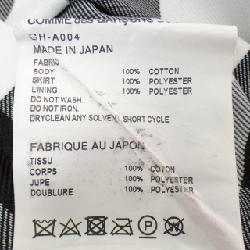 COMME des GARÇONS
GH-A004
MADE IN JAPAN
FABRIC
BODY 100% COTTON
SKIRT 100% POLYESTER
LINING 100% POLYESTER
DO NOT WASH.
DO NOT IRON.
DRYCLEAN ANY SOLVENT, SHORT CYCLE
FABRIQUE AU JAPON
TISSU
CORPS 100% COTON
JUPE 100% POLYESTER
DOUBLURE 100% POLYESTER